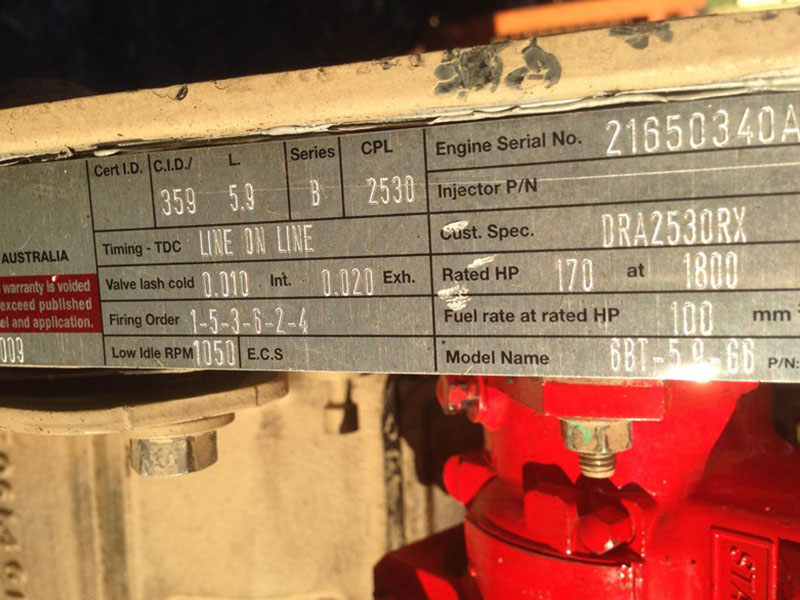 Cert I.D.
C.I.D./ L.
359 5.9
Series
B
CPL
2530
Engine Serial No. 21650340A
Injector P/N
AUSTRALIA
Timing - TDC LINE ON LINE
Cust. Spec. DRA2530RX
warranty is voided
exceed published
el and application.
Valve lash cold 0.010 Int. 0.020 Exh.
Rated HP 170 at 1800
Firing Order 1-5-3-6-2-4
Fuel rate at rated HP 100 mm
009
Low Idle RPM 1050 E.C.S
Model Name 6BT-5.9-66 P/N: